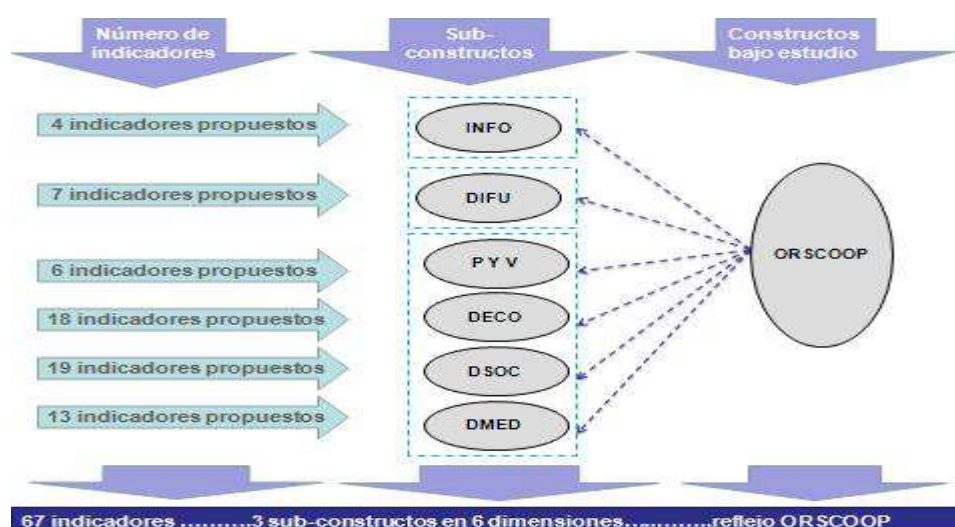 Número de
indicadores
Sub-
constructos
Constructos
bajo estudio
4 indicadores propuestos
INFO
7 indicadores propuestos
DIFU
6 indicadores propuestos
P Y V
18 indicadores propuestos
DECO
19 indicadores propuestos
DSOC
13 indicadores propuestos
DMED
ORSCOOP
67 indicadores ..........3 sub-constructos en 6 dimensiones.............reflejo ORSCOOP